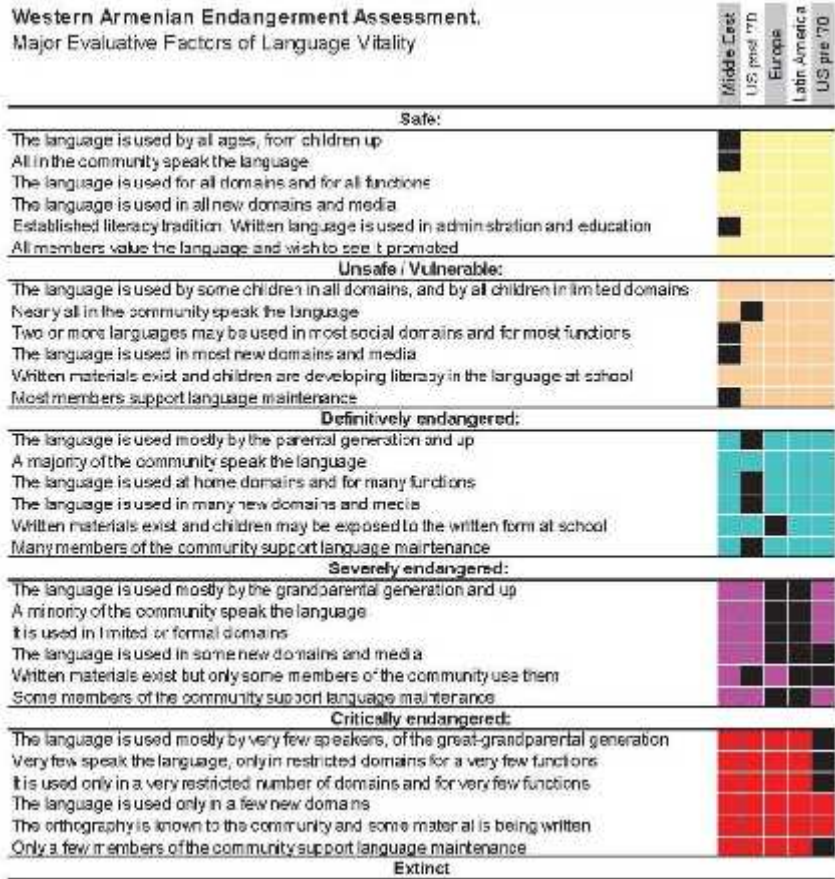 Western Armenian Endangerment Assessment.
Major Evaluative Factors of Language Vitality
Middle East
US post '70
Europe
Latin America
US pre '70
Safe:
The language is used by all ages, from children up
All in the community speak the language
The language is used for all domains and for all functions
The language is used in all new domains and media
Established literacy tradition. Written language is used in administration and education
All members value the language and wish to see it promoted
Unsafe / Vulnerable:
The language is used by some children in all domains, and by all children in limited domains
Nearly all in the community speak the language
Two or more languages may be used in most social domains and for most functions
The language is used in most new domains and media
Written materials exist and children are developing literacy in the language at school
Most members support language maintenance
Definitively endangered:
The language is used mostly by the parental generation and up
A majority of the community speak the language
The language is used at home domains and for many functions
The language is used in many new domains and media
Written materials exist and children may be exposed to the written form at school
Many members of the community support language maintenance
Severely endangered:
The language is used mostly by the grandparental generation and up
A minority of the community speak the language
It is used in limited or formal domains
The language is used in some new domains and media
Written materials exist but only some members of the community use them
Some members of the community support language maintenance
Critically endangered:
The language is used mostly by very few speakers, of the great-grandparental generation
Very few speak the language, only in restricted domains for a very few functions
It is used only in a very restricted number of domains and for very few functions
The language is used only in a few new domains
The orthography is known to the community and some material is being written
Only a few members of the community support language maintenance
Extinct